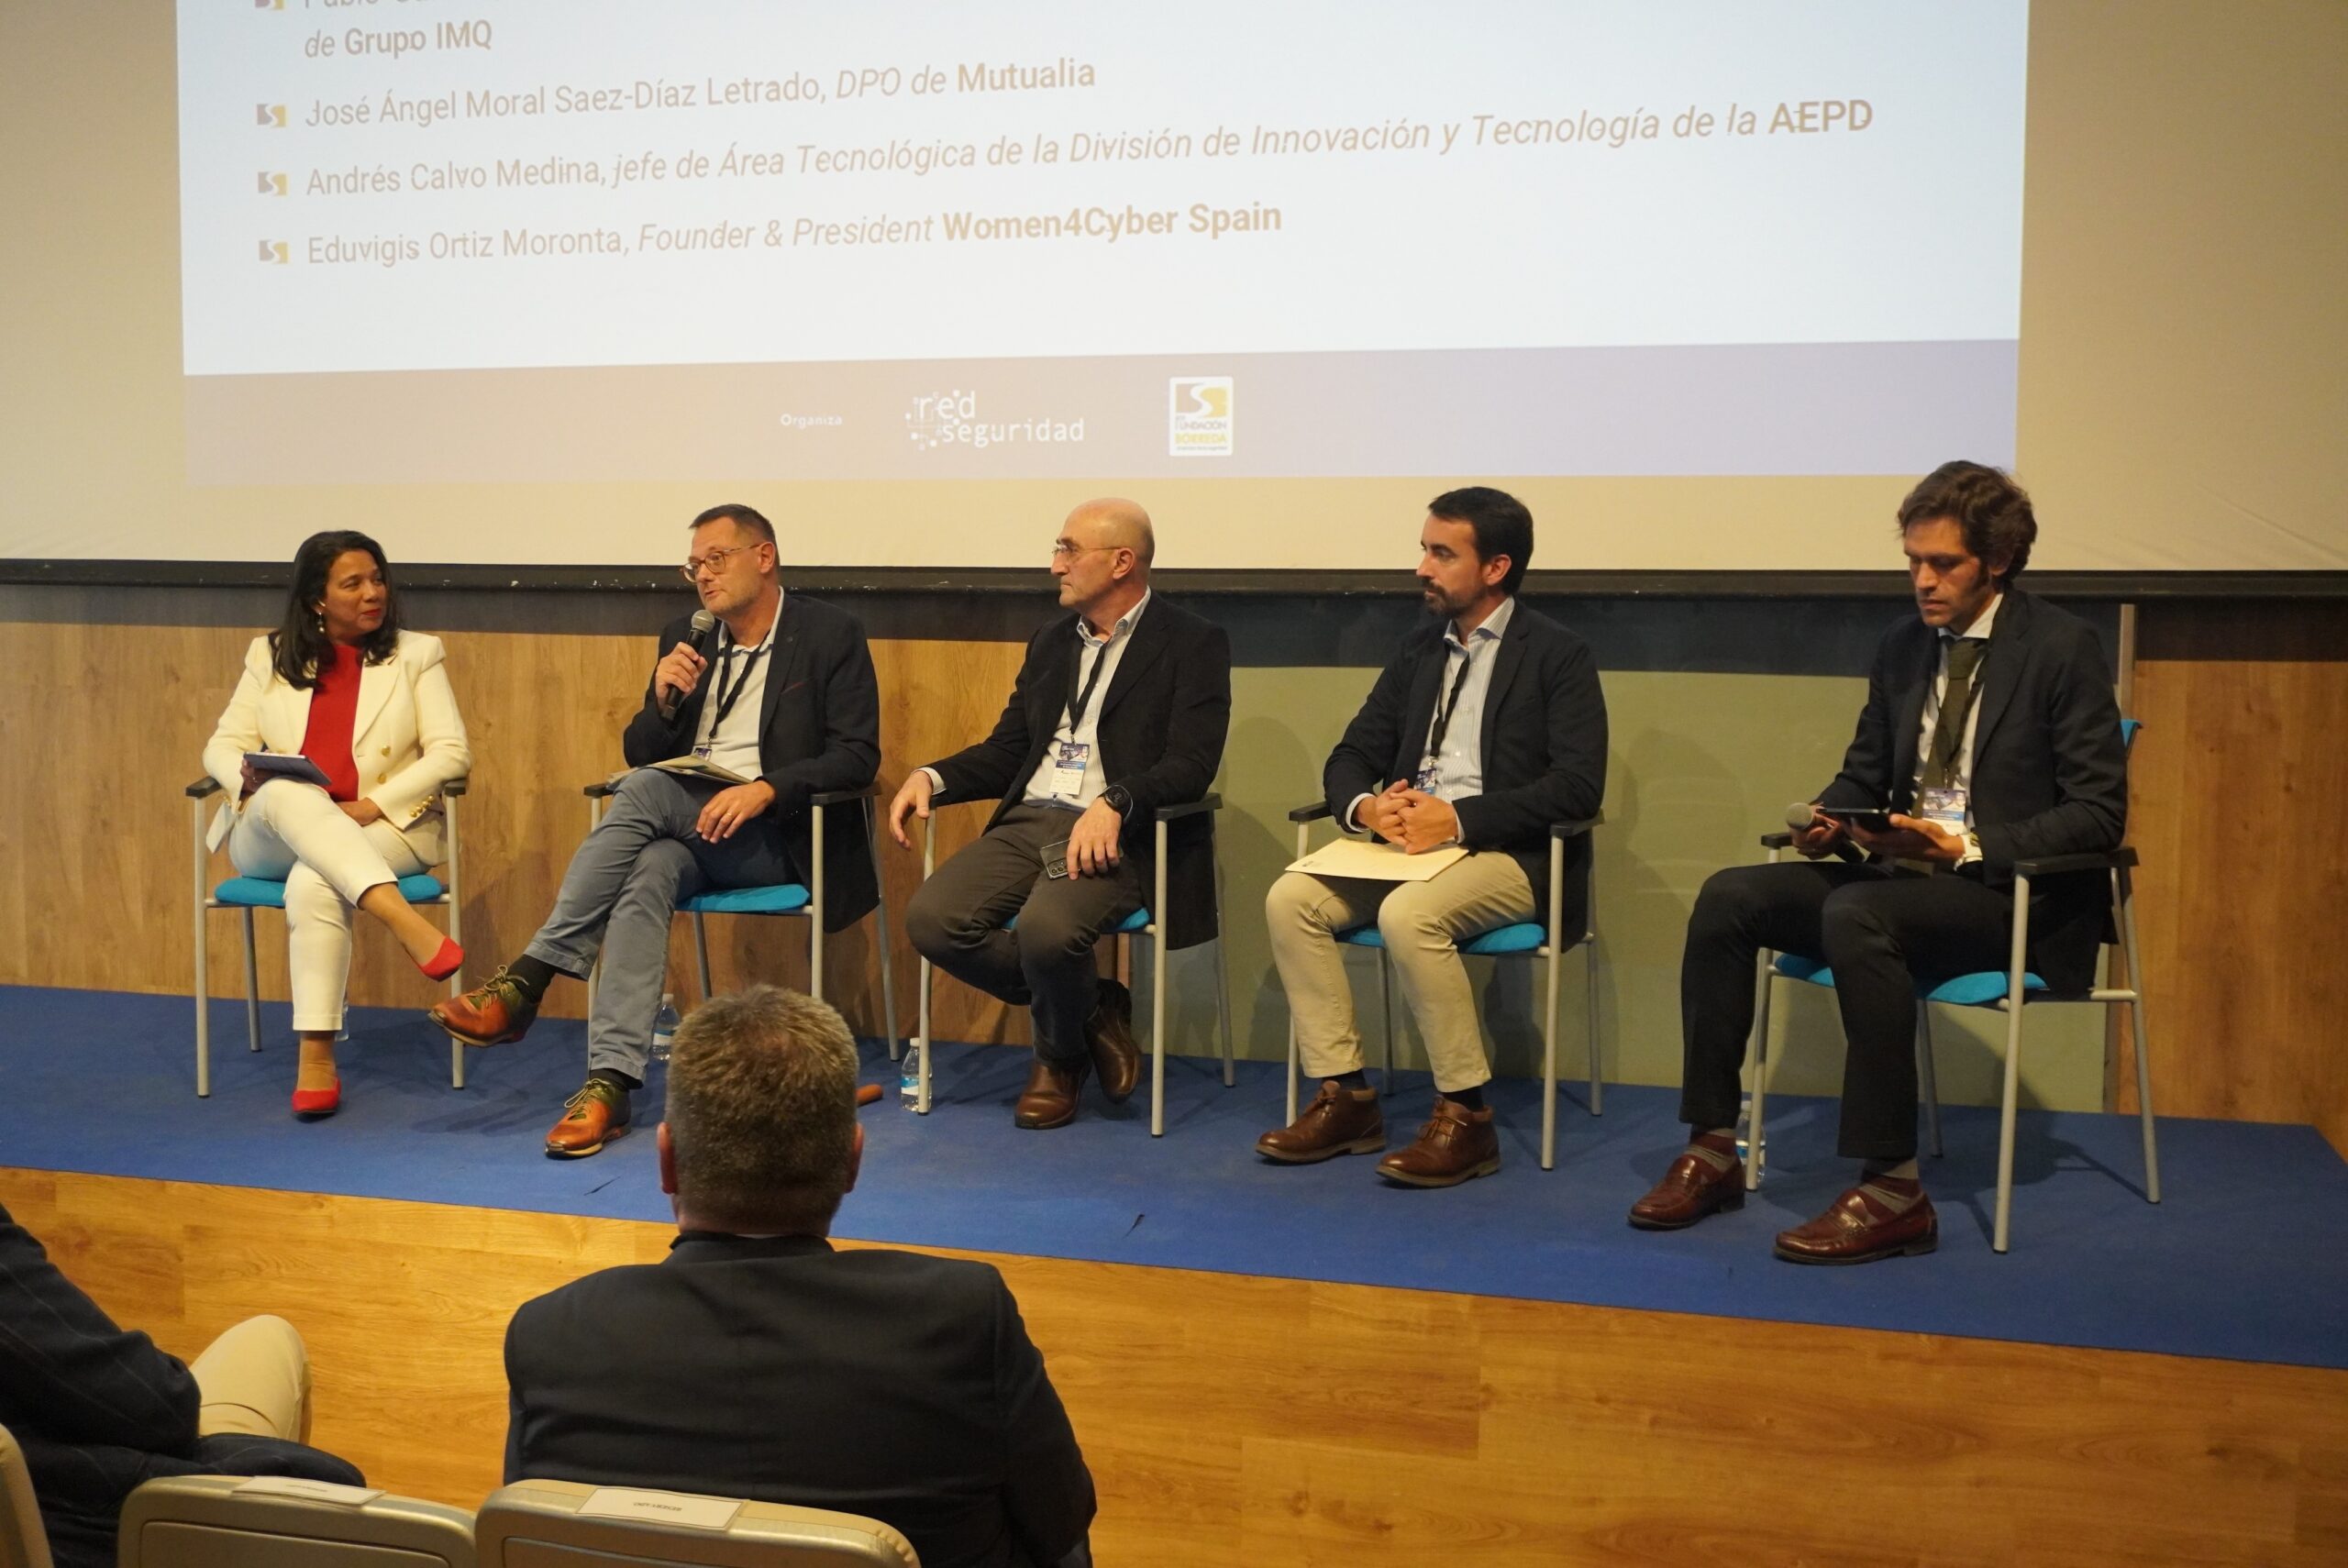 de Grupo IMQ
José Ángel Moral Saez-Díaz Letrado, DPO de Mutualia
Andrés Calvo Medina, jefe de Área Tecnológica de la División de Innovación y Tecnología de la AEPD
Eduvigis Ortiz Moronta, Founder & President Women4Cyber Spain
Organiza
red
seguridad
FUNDACIÓN
BORREDÁ